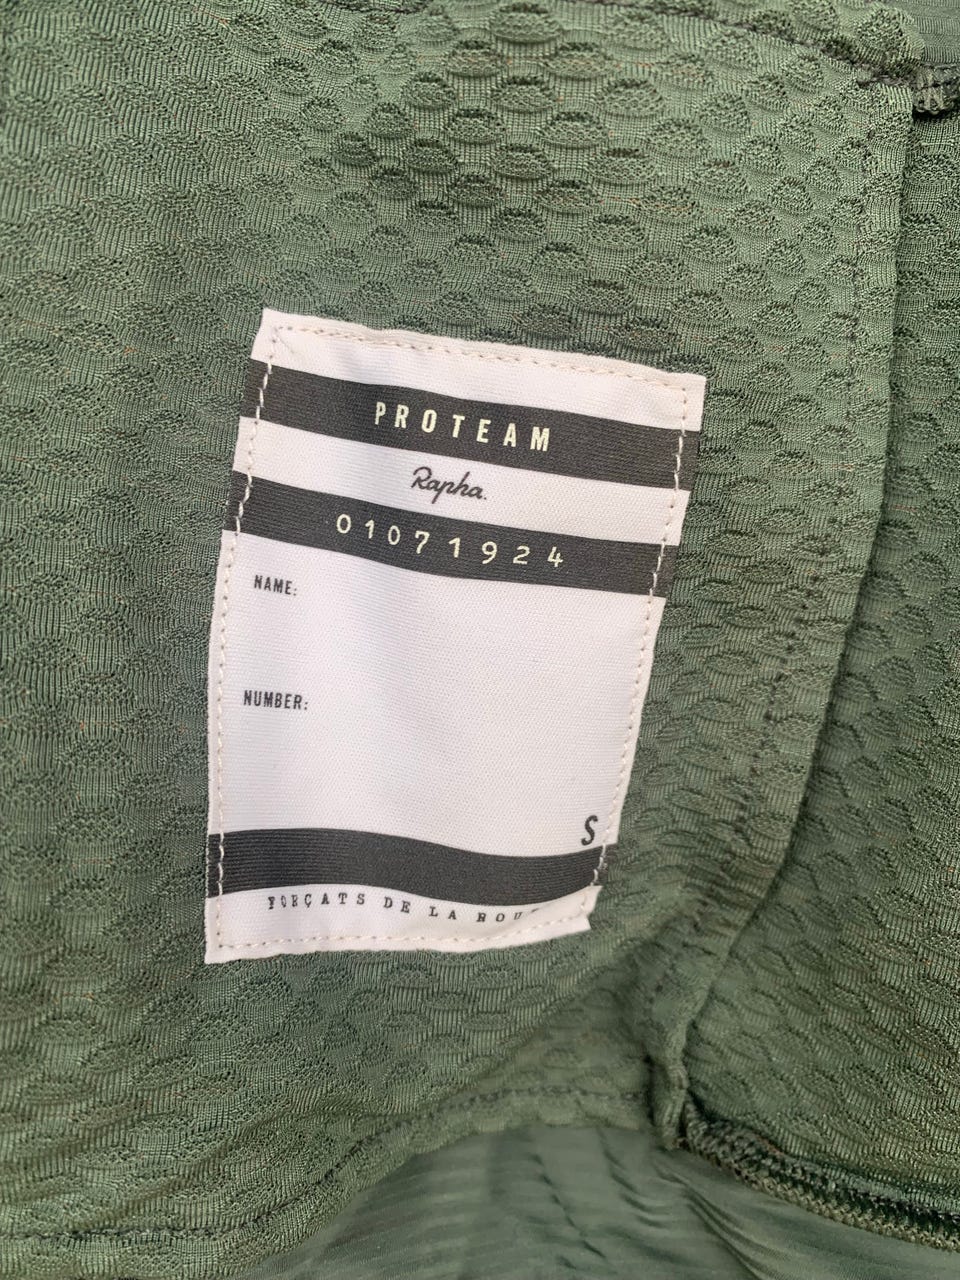 PROTEAM
Rapha.
01071924
NAME:
NUMBER:
S
FORÇATS DE LA